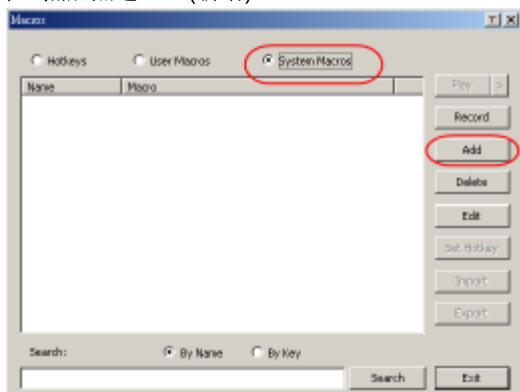 Macros
Hotkeys User Macros System Macros
Name Macro
Play >
Record
Add
Delete
Edit
Set Hotkey
Import
Export
Search: By Name By Key
Search Exit